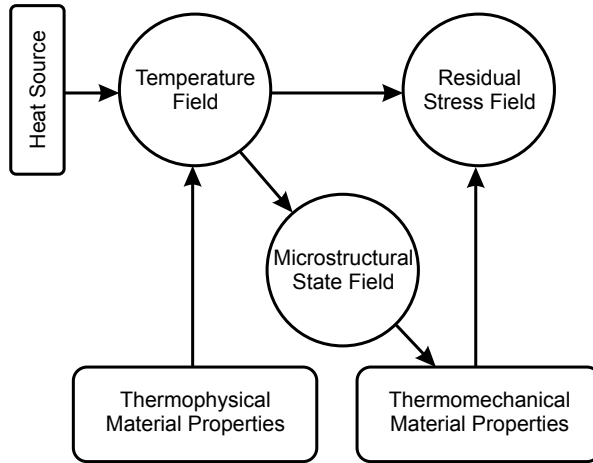 Heat Source
Temperature
Field
Residual
Stress Field
Microstructural
State Field
Thermophysical
Material Properties
Thermomechanical
Material Properties